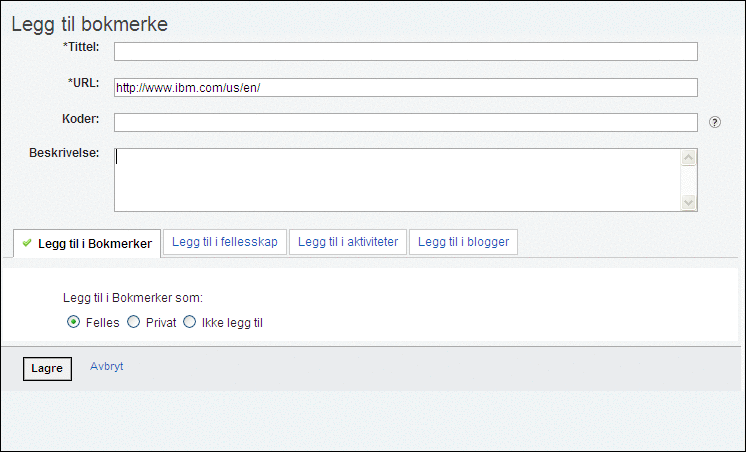 Legg til bokmerke
*Tittel:
*URL: http://www.ibm.com/us/en/
Koder: ?
Beskrivelse:
Legg til i Bokmerker Legg til i fellesskap Legg til i aktiviteter Legg til i blogger
Legg til i Bokmerker som:
Felles Privat Ikke legg til
Lagre Avbryt